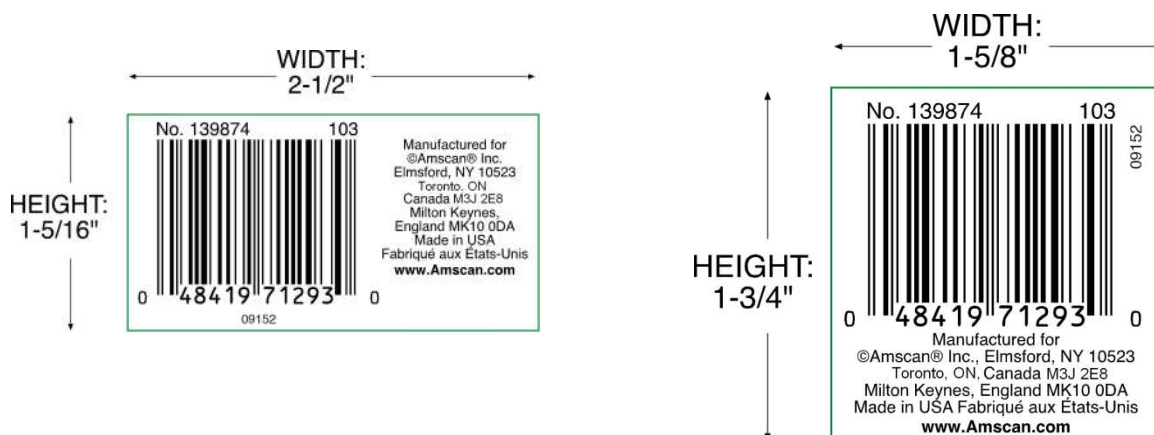 WIDTH:
2-1/2"
HEIGHT:
1-5/16"
No. 139874 103
Manufactured for
©Amscan® Inc.
Elmsford, NY 10523
Toronto, ON
Canada M3J 2E8
Milton Keynes,
England MK10 0DA
Made in USA
Fabriqué aux États-Unis
www.Amscan.com
0 48419 71293 0
09152
WIDTH:
1-5/8"
HEIGHT:
1-3/4"
No. 139874 103
09152
0 48419 71293 0
Manufactured for
©Amscan® Inc., Elmsford, NY 10523
Toronto, ON, Canada M3J 2E8
Milton Keynes, England MK10 0DA
Made in USA Fabriqué aux États-Unis
www.Amscan.com